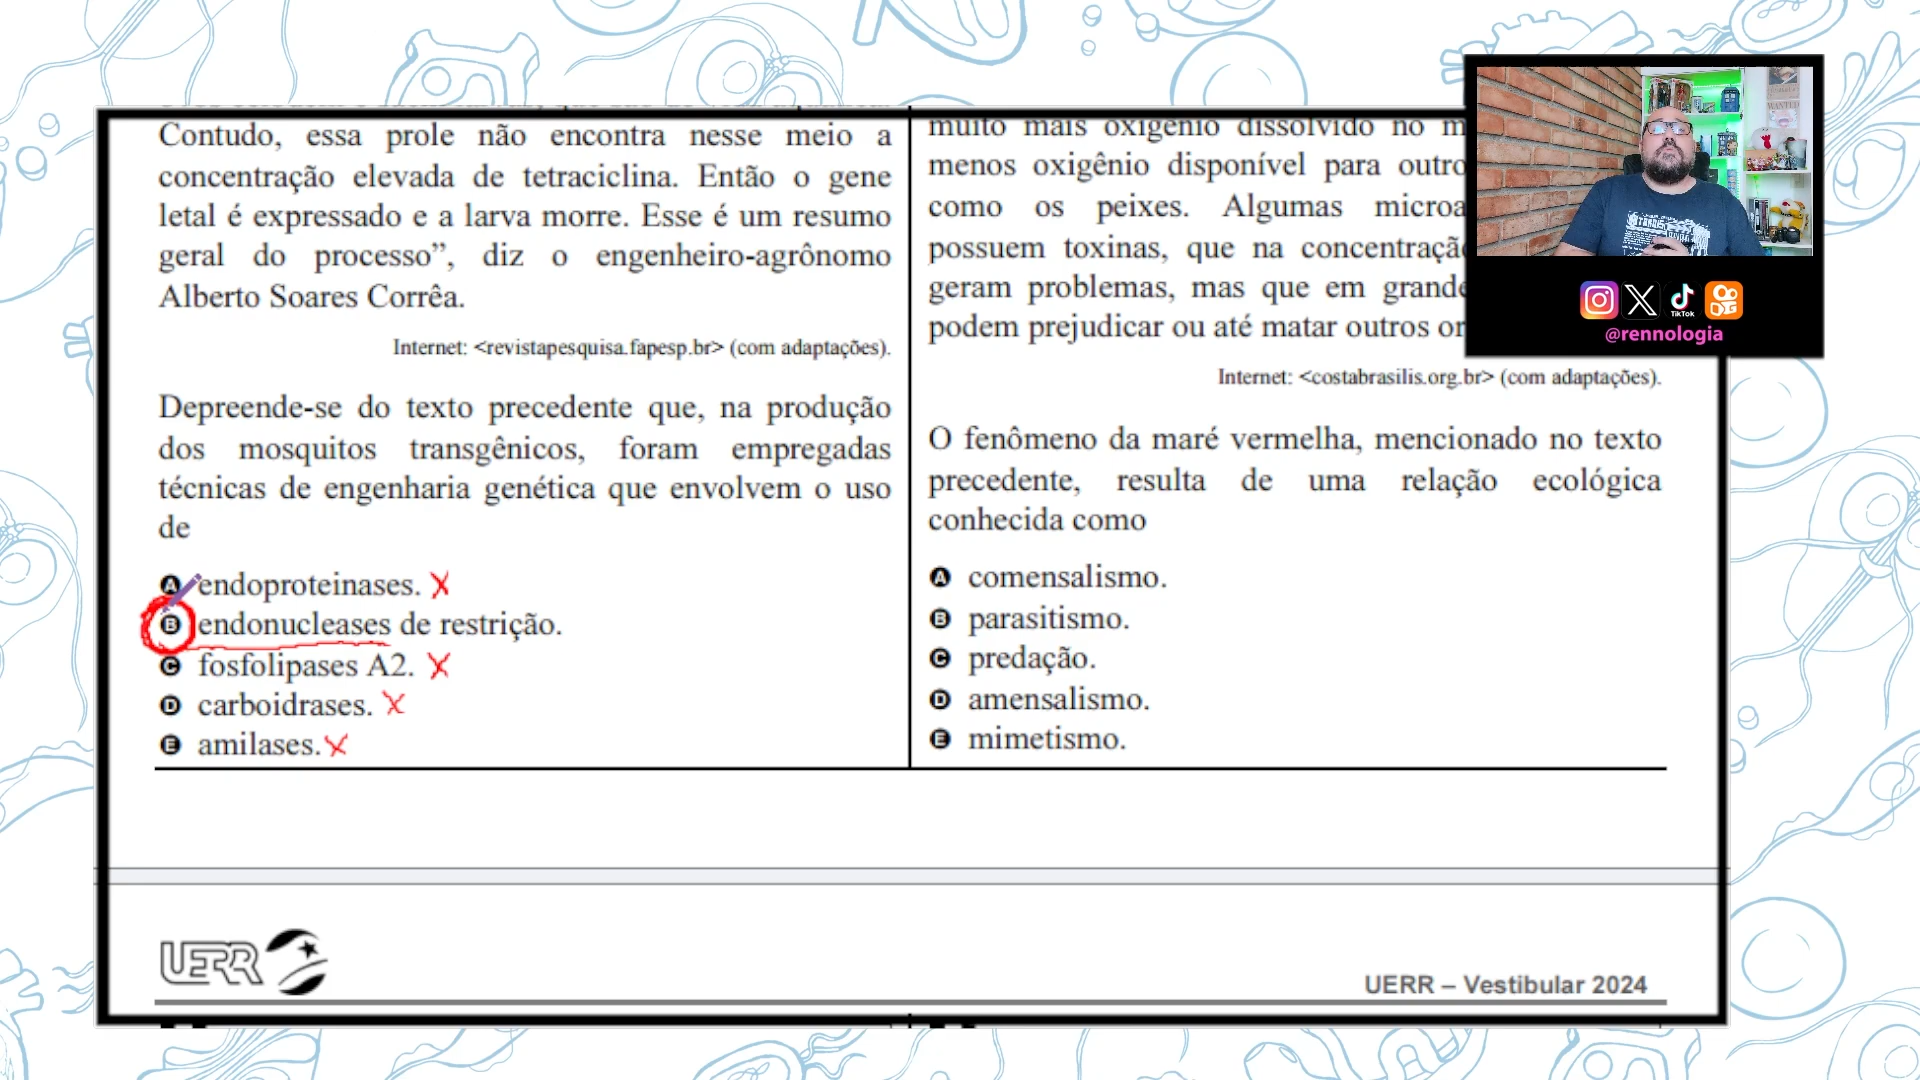 Contudo, essa prole não encontra nesse meio a
concentração elevada de tetraciclina. Então o gene
letal é expressado e a larva morre. Esse é um resumo
geral do processo”, diz o engenheiro-agrônomo
Alberto Soares Corrêa.
Internet: <revistapesquisa.fapesp.br> (com adaptações).
Depreende-se do texto precedente que, na produção
dos mosquitos transgênicos, foram empregadas
técnicas de engenharia genética que envolvem o uso
de
A endoproteinases. X
B endonucleases de restrição.
C fosfolipases A2. X
D carboidrases. X
E amilases. X
muito mais oxigênio dissolvido no
menos oxigênio disponível para
como os peixes. Algumas
possuem toxinas, que na
geram problemas, mas que em
podem prejudicar ou até matar outros
Internet: <costabrasilis.org.br> (com adaptações).
O fenômeno da maré vermelha, mencionado no texto
precedente, resulta de uma relação ecológica
conhecida como
A comensalismo.
B parasitismo.
C predação.
D amensalismo.
E mimetismo.
TikTok
@rennologia
UERR
UERR – Vestibular 2024